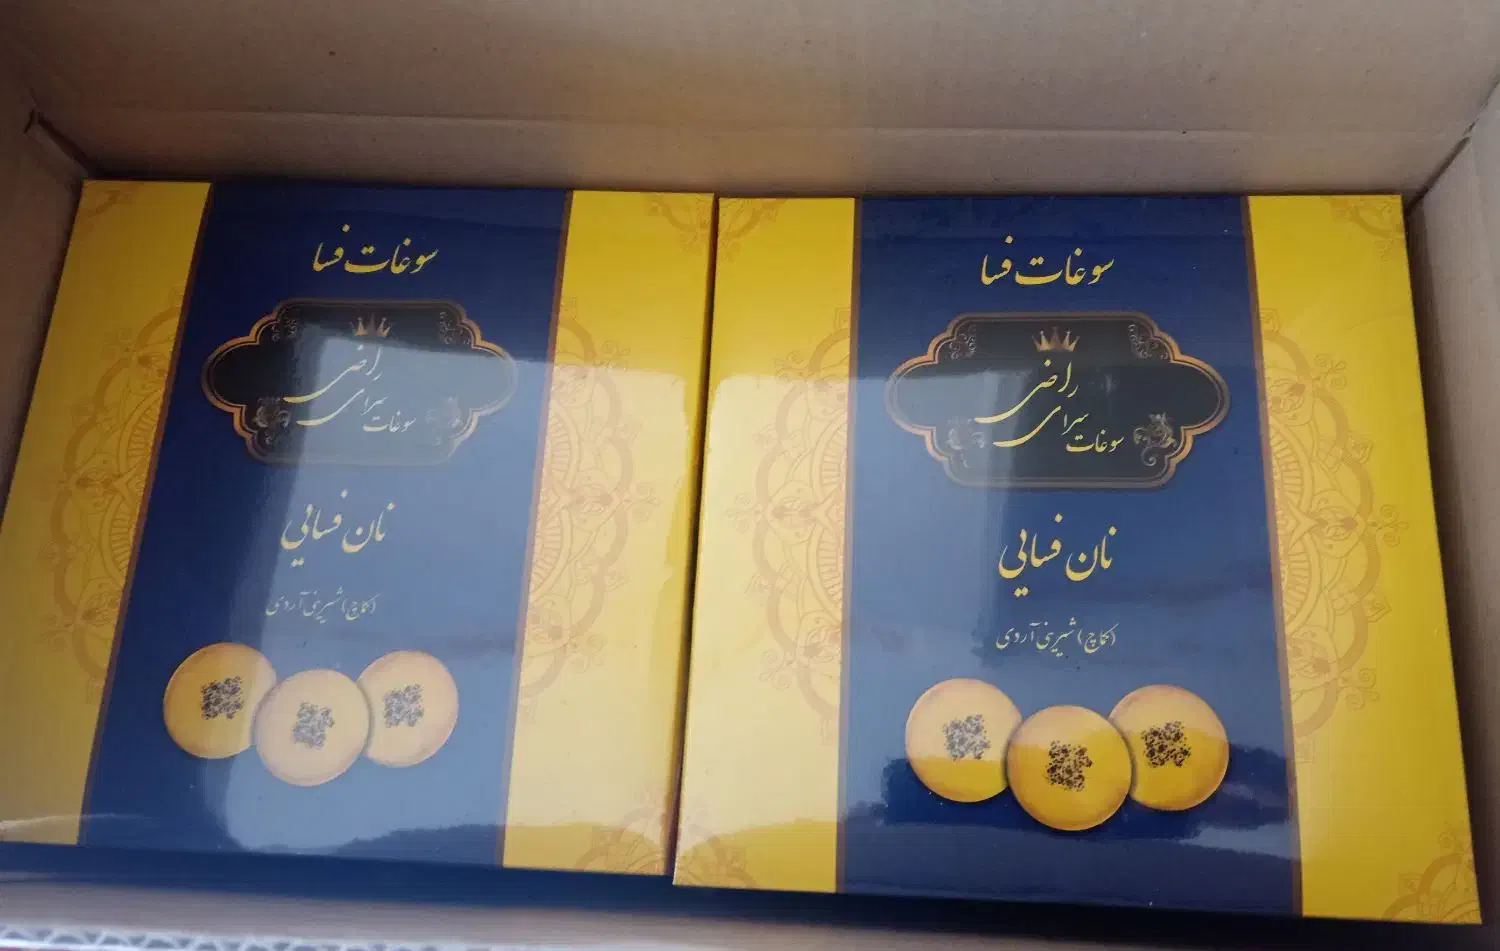 سوغات فسا
راضی
سوغات سرای
نان فسایی
(کماچ) شیرینی آردی
سوغات فسا
راضی
سوغات سرای
نان فسایی
(کماچ) شیرینی آردی